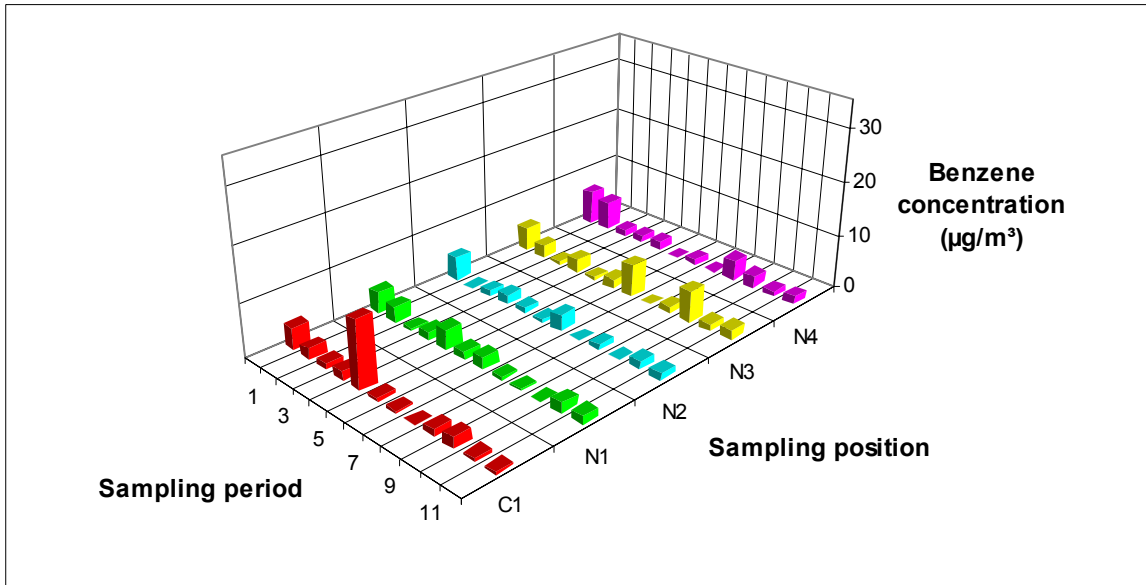 30
20
10
0
Benzene
concentration
(µg/m³)
N4
N3
N2
N1
C1
Sampling position
1
3
5
7
9
11
Sampling period